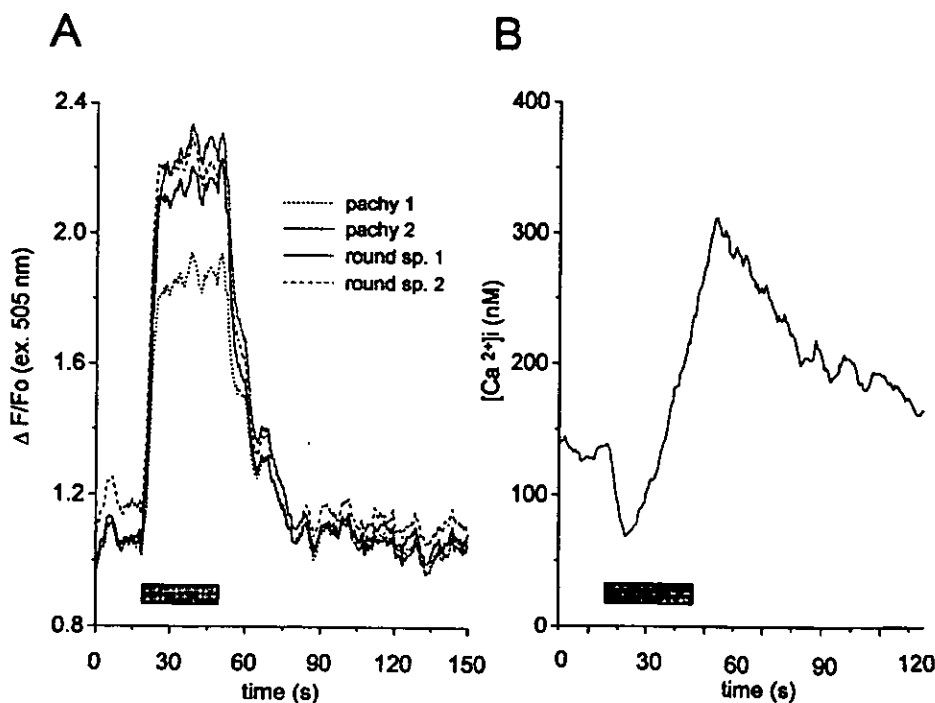 A
Δ F/Fo (ex. 505 nm)
2.4
2.0
1.6
1.2
0.8
0 30 60 90 120 150
time (s)
pachy 1
pachy 2
round sp. 1
round sp. 2
B
[Ca 2+]i (nM)
400
300
200
100
0
0 30 60 90 120
time (s)